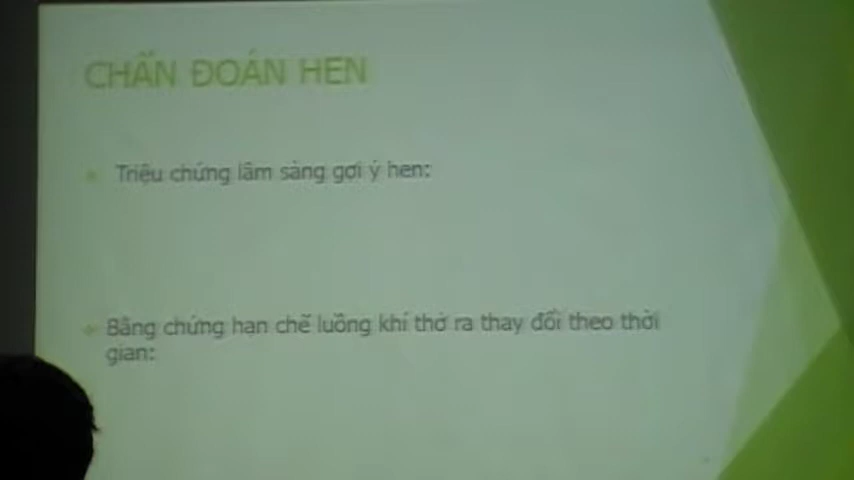 CHẨN ĐOÁN HEN
Triệu chứng lâm sàng gợi ý hen:
Bằng chứng hạn chế luồng khí thở ra thay đổi theo thời
gian: